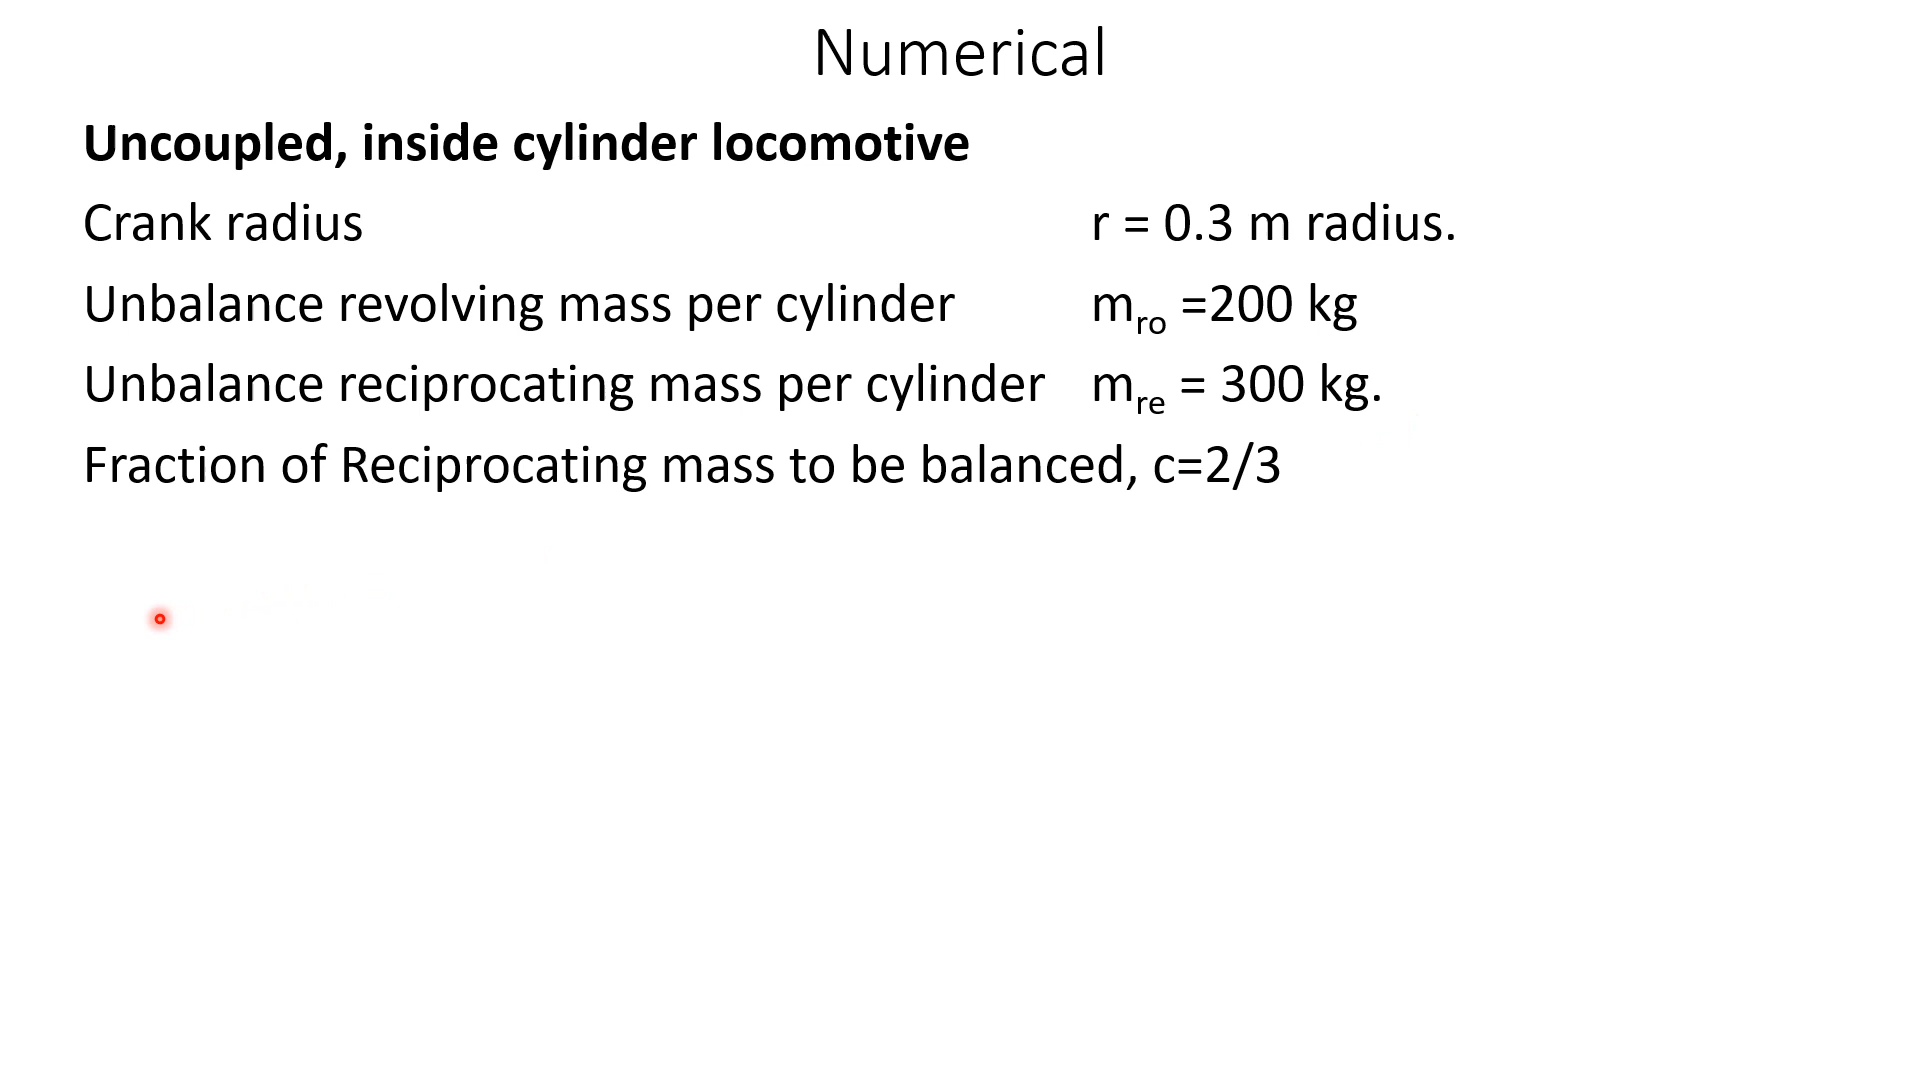 Numerical
Uncoupled, inside cylinder locomotive
Crank radius r = 0.3 m radius.
Unbalance revolving mass per cylinder mro =200 kg
Unbalance reciprocating mass per cylinder mre = 300 kg.
Fraction of Reciprocating mass to be balanced, c=2/3